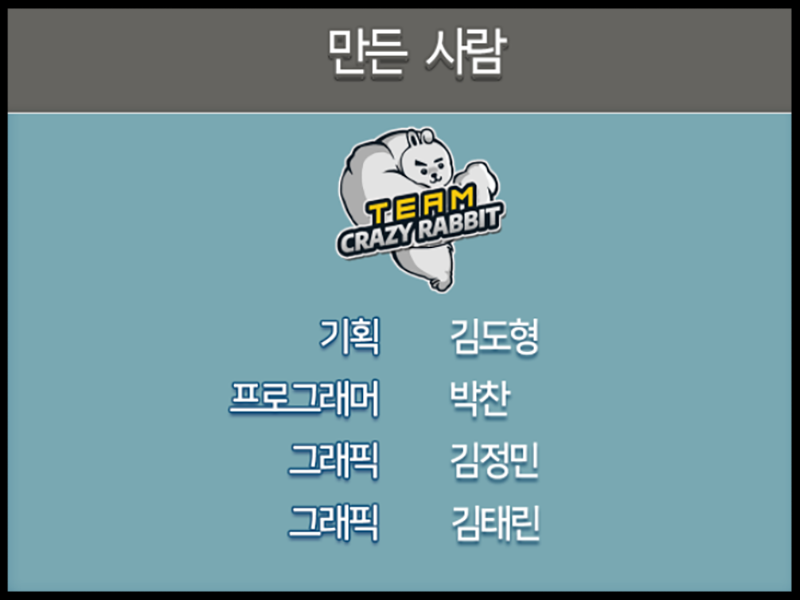 만든 사람
TEAM
CRAZY RABBIT
기획 김도형
프로그래머 박찬
그래픽 김정민
그래픽 김태린